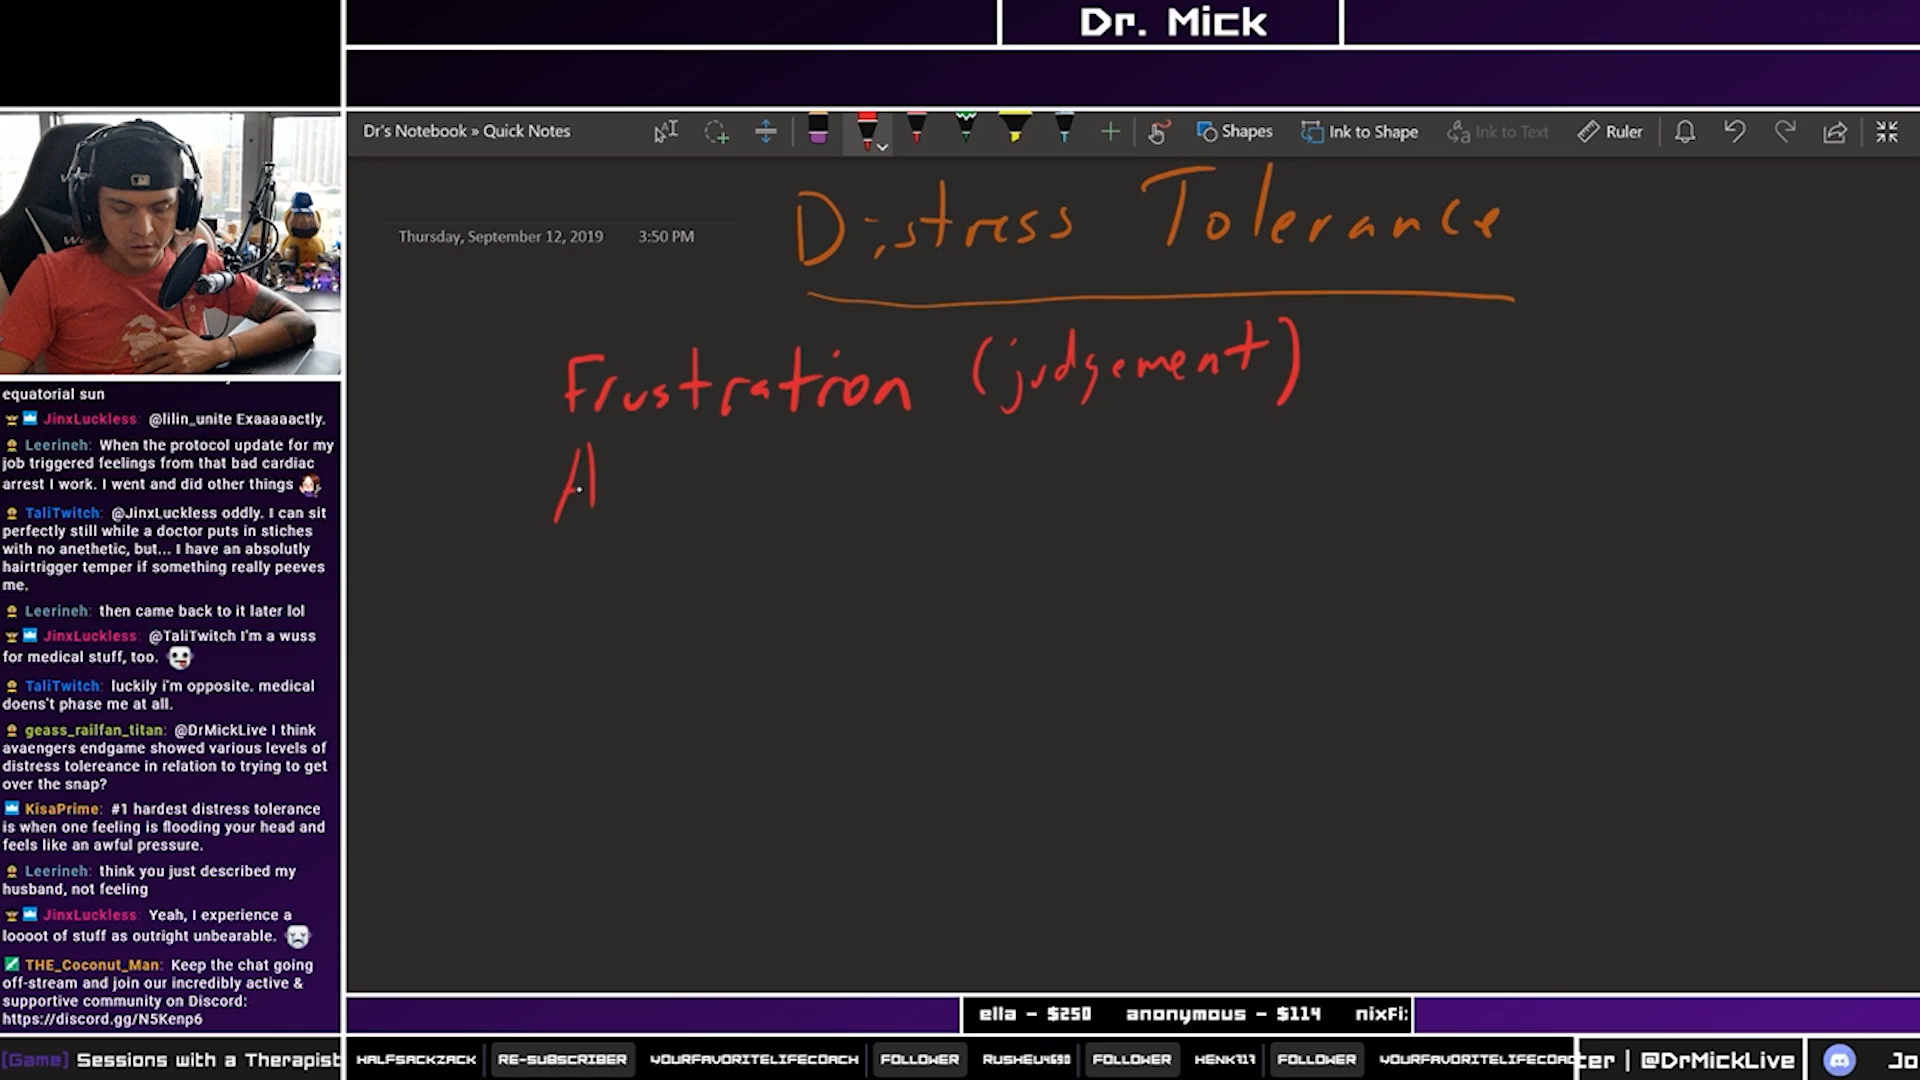 Dr. Mick
Dr's Notebook » Quick Notes
Shapes
Ink to Shape
Ink to Text
Ruler
Thursday, September 12, 2019 3:50 PM
Distress Tolerance
Frustration (judgement)
A
equatorial sun
JinxLuckless: @lilin_unite Exaaaaactly.
Leerineh: When the protocol update for my
job triggered feelings from that bad cardiac
arrest I work. I went and did other things
TaliTwitch: @JinxLuckless oddly. I can sit
perfectly still while a doctor puts in stiches
with no anethetic, but... I have an absolutly
hairtrigger temper if something really peeves
me.
Leerineh: then came back to it later lol
JinxLuckless: @TaliTwitch I'm a wuss
for medical stuff, too.
TaliTwitch: luckily i'm opposite. medical
doens't phase me at all.
geass_railfan_titan: @DrMickLive I think
avaengers endgame showed various levels of
distress tolereance in relation to trying to get
over the snap?
KisaPrime: #1 hardest distress tolerance
is when one feeling is flooding your head and
feels like an awful pressure.
Leerineh: think you just described my
husband, not feeling
JinxLuckless: Yeah, I experience a
loooot of stuff as outright unbearable.
THE_Coconut_Man: Keep the chat going
off-stream and join our incredibly active &
supportive community on Discord:
https://discord.gg/N5Kenp6
ella - $250 anonymous - $114 nixFi:
[Game] Sessions with a Therapist
HALFSACKZACK RE-SUBSCRIBER YOURFAVORITELIFECOACH FOLLOWER RUSHEU4690 FOLLOWER HENK717 FOLLOWER YOURFAVORITELIFECOAC
ter | @DrMickLive Jo